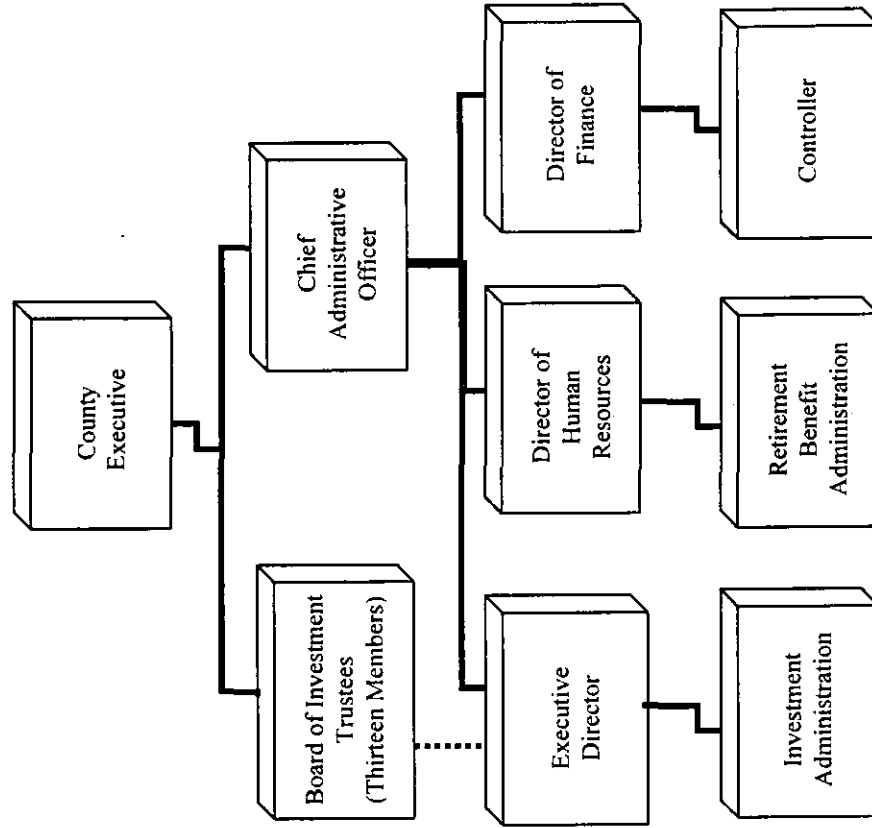 County
Executive
Board of Investment
Trustees
(Thirteen Members)
Chief
Administrative
Officer
Executive
Director
Director of
Human
Resources
Director of
Finance
Investment
Administration
Retirement
Benefit
Administration
Controller